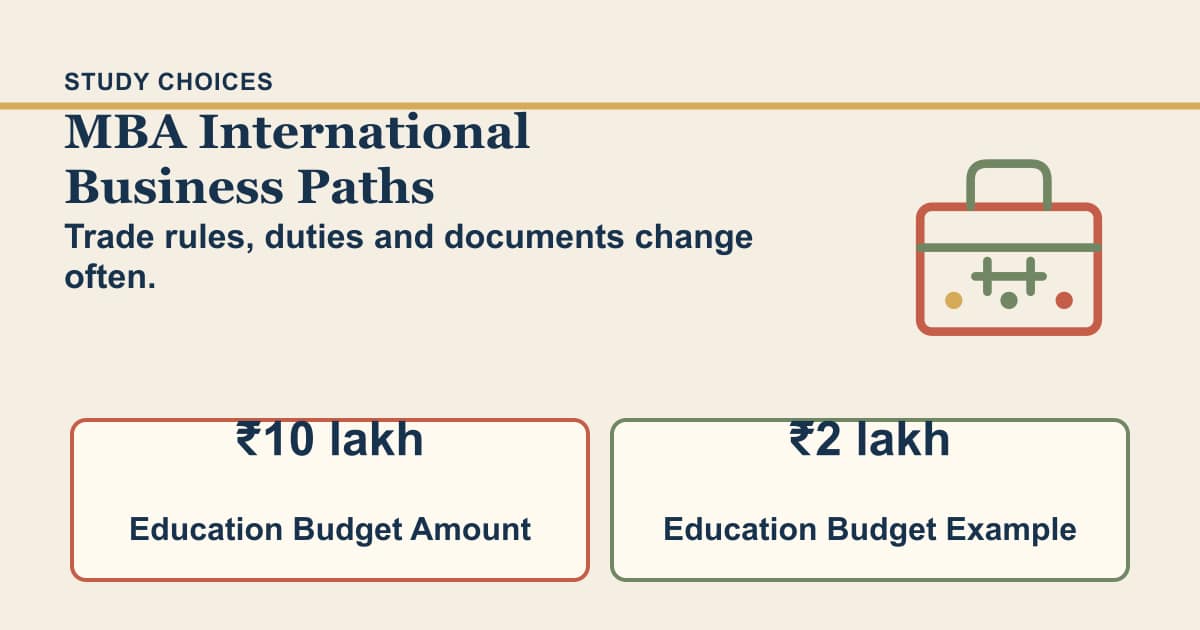 STUDY CHOICES
MBA International
Business Paths
Trade rules, duties and documents change
often.
₹10 lakh
Education Budget Amount
₹2 lakh
Education Budget Example